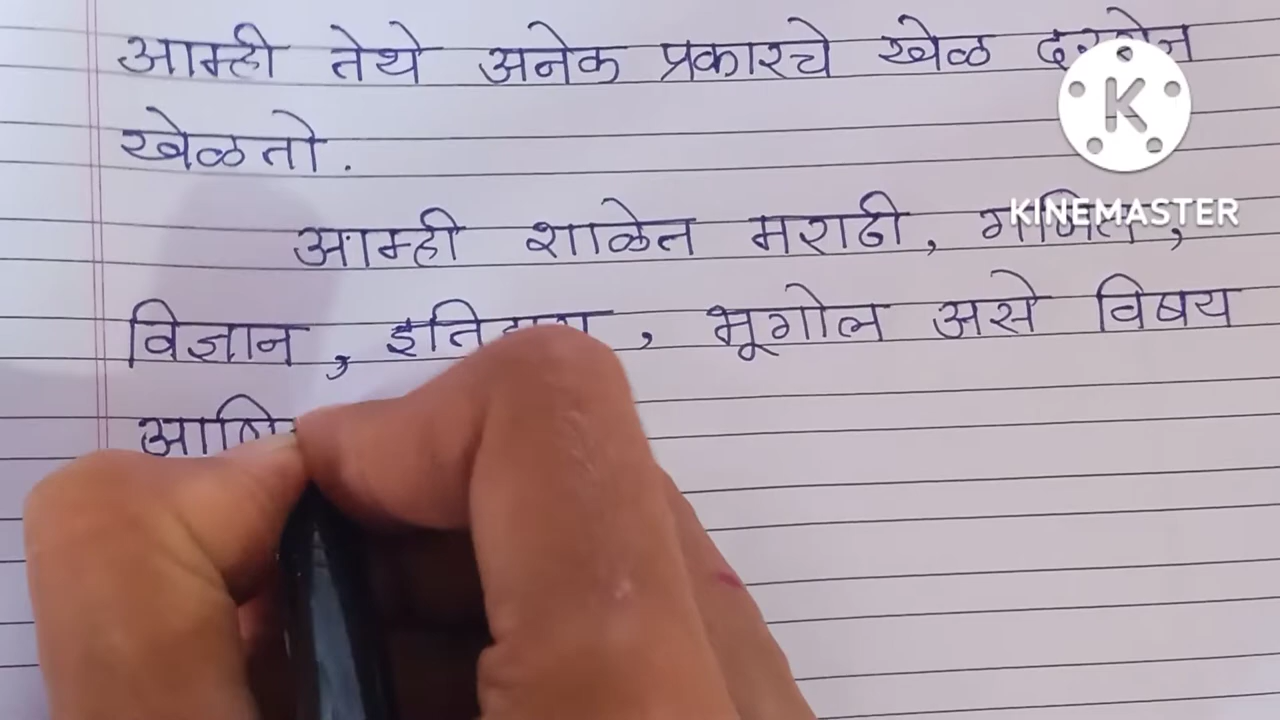 आम्ही तेथे अनेक प्रकारचे खेळ
खेळतो.
आम्ही शाळेत मराठी,
विज्ञान, , भूगोल असे विषय
KINEMASTER